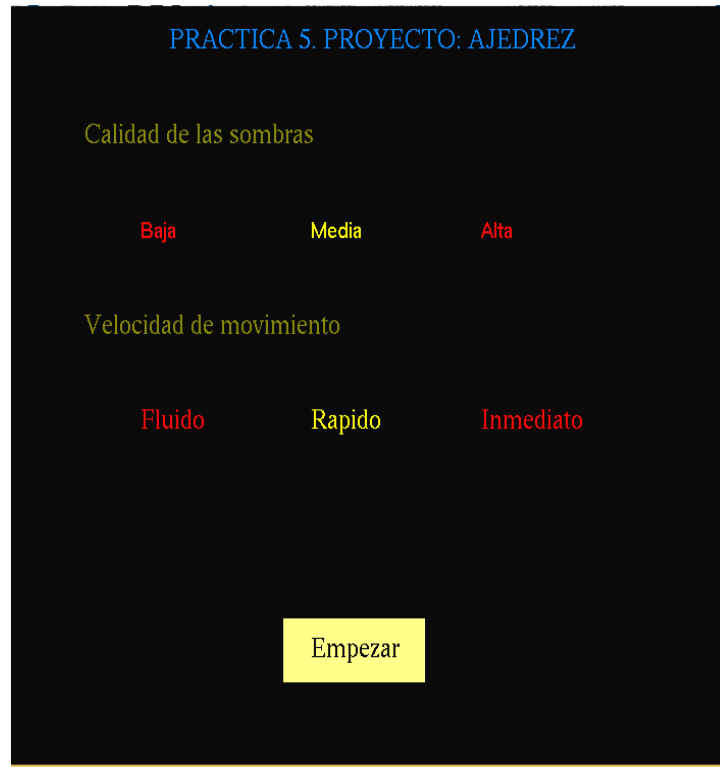 PRACTICA 5. PROYECTO: AJEDREZ
Calidad de las sombras
Baja Media Alta
Velocidad de movimiento
Fluido Rapido Inmediato
Empezar